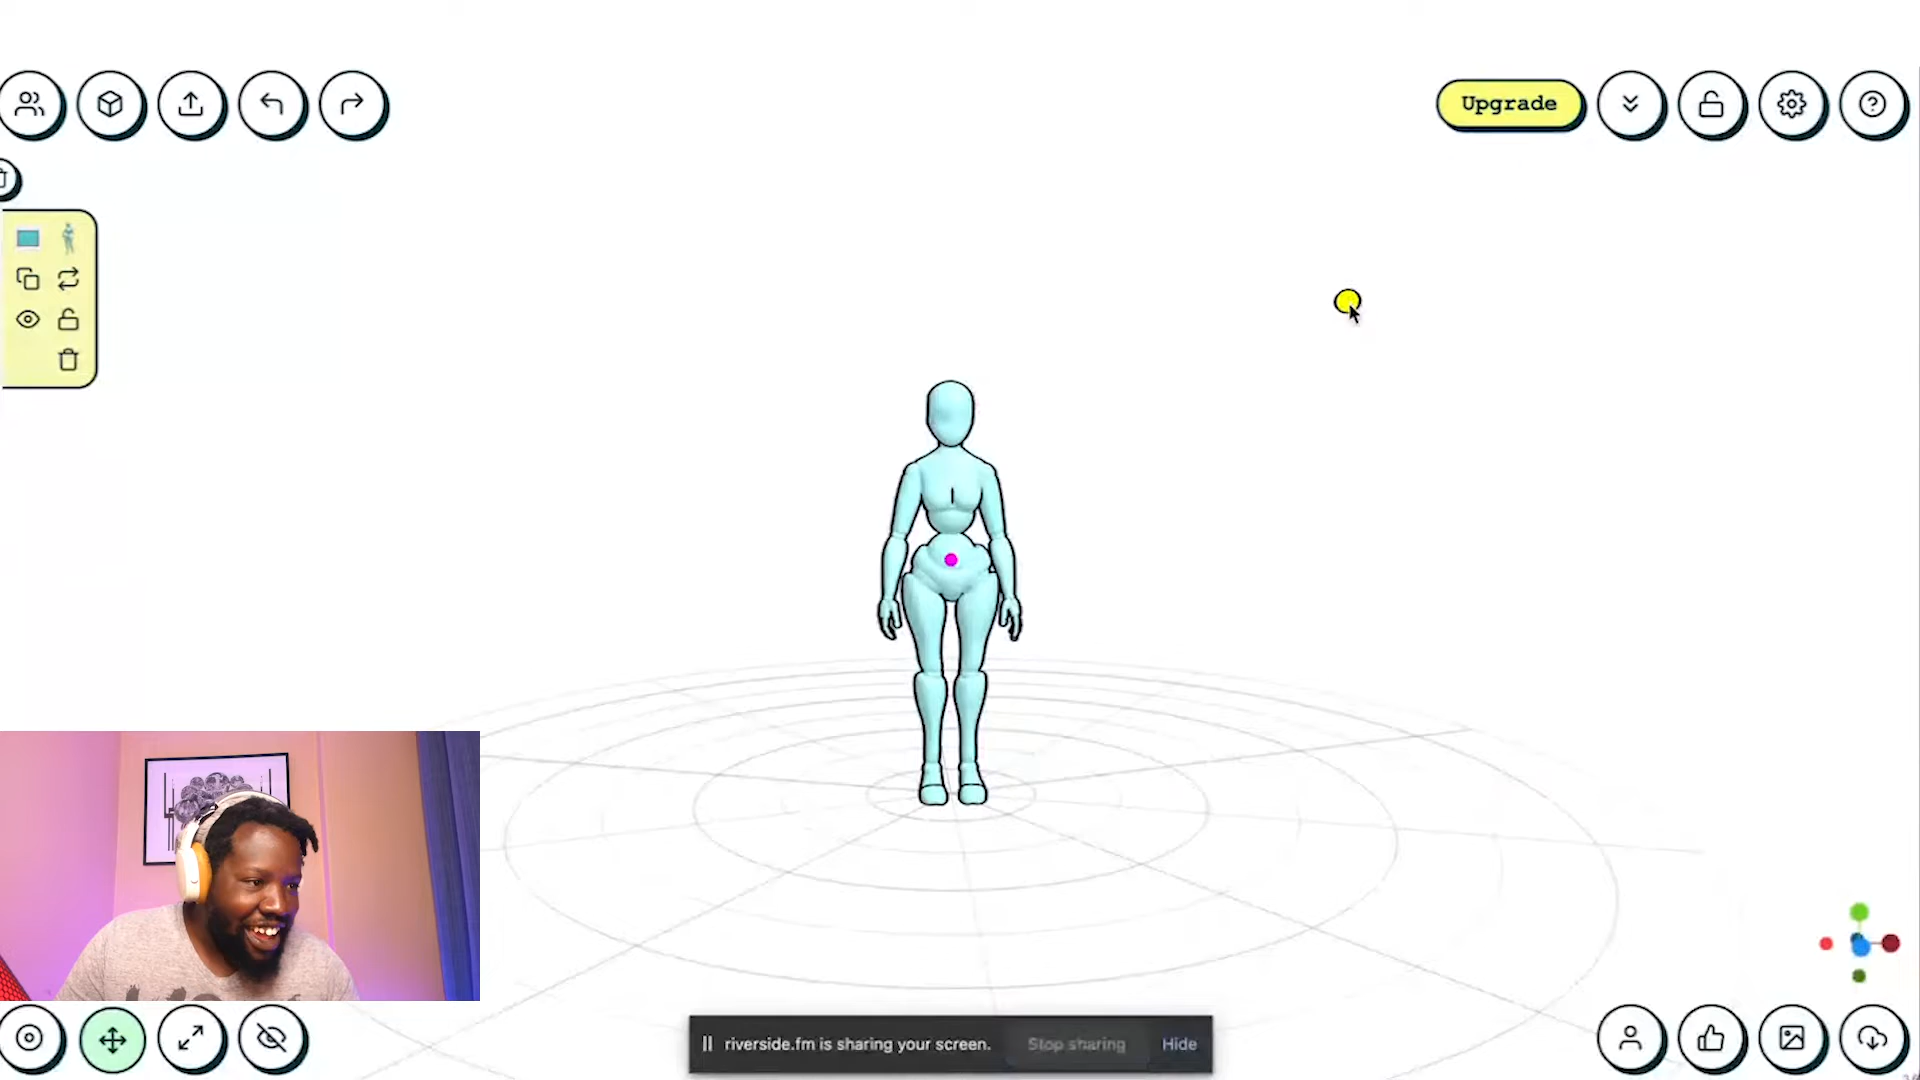 Upgrade
riverside.fm is sharing your screen.
Stop sharing
Hide